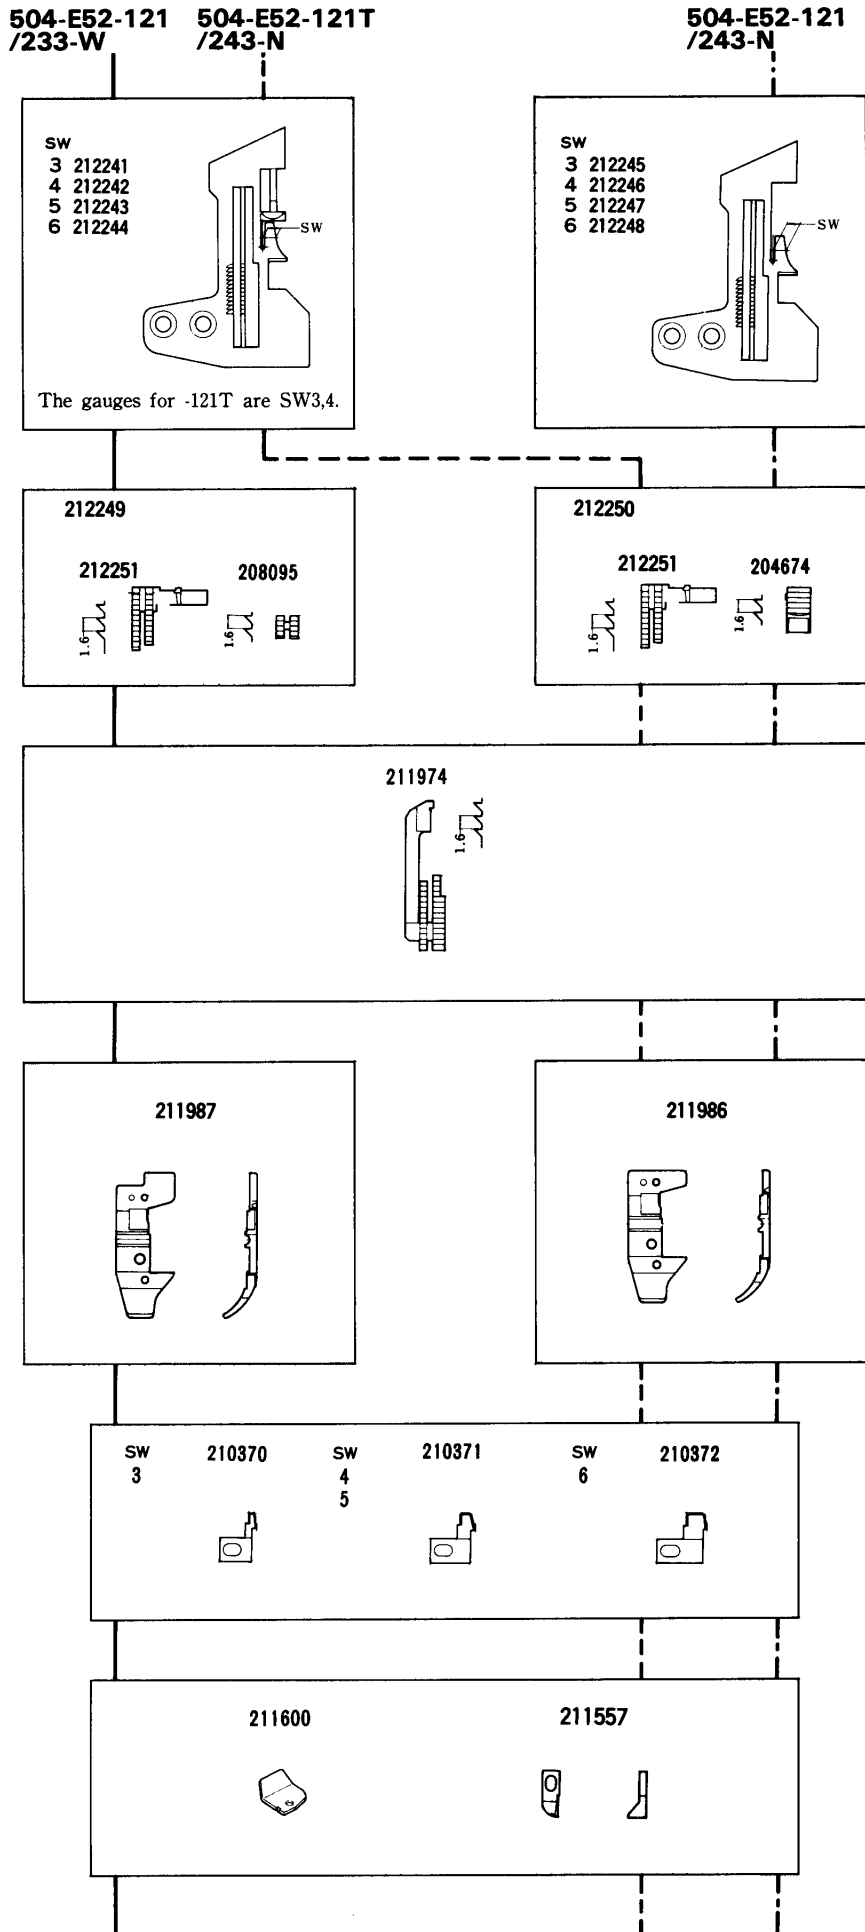 504-E52-121 504-E52-121T 504-E52-121
/233-W /243-N /243-N
SW
3 212241
4 212242
5 212243
6 212244
SW
The gauges for -121T are SW3,4.
SW
3 212245
4 212246
5 212247
6 212248
SW
212249
212251 208095
1.6 1.6
212250
212251 204674
1.6 1.6
211974
1.6
211987
211986
SW 210370 SW 210371 SW 210372
3 4 6
5
211600 211557